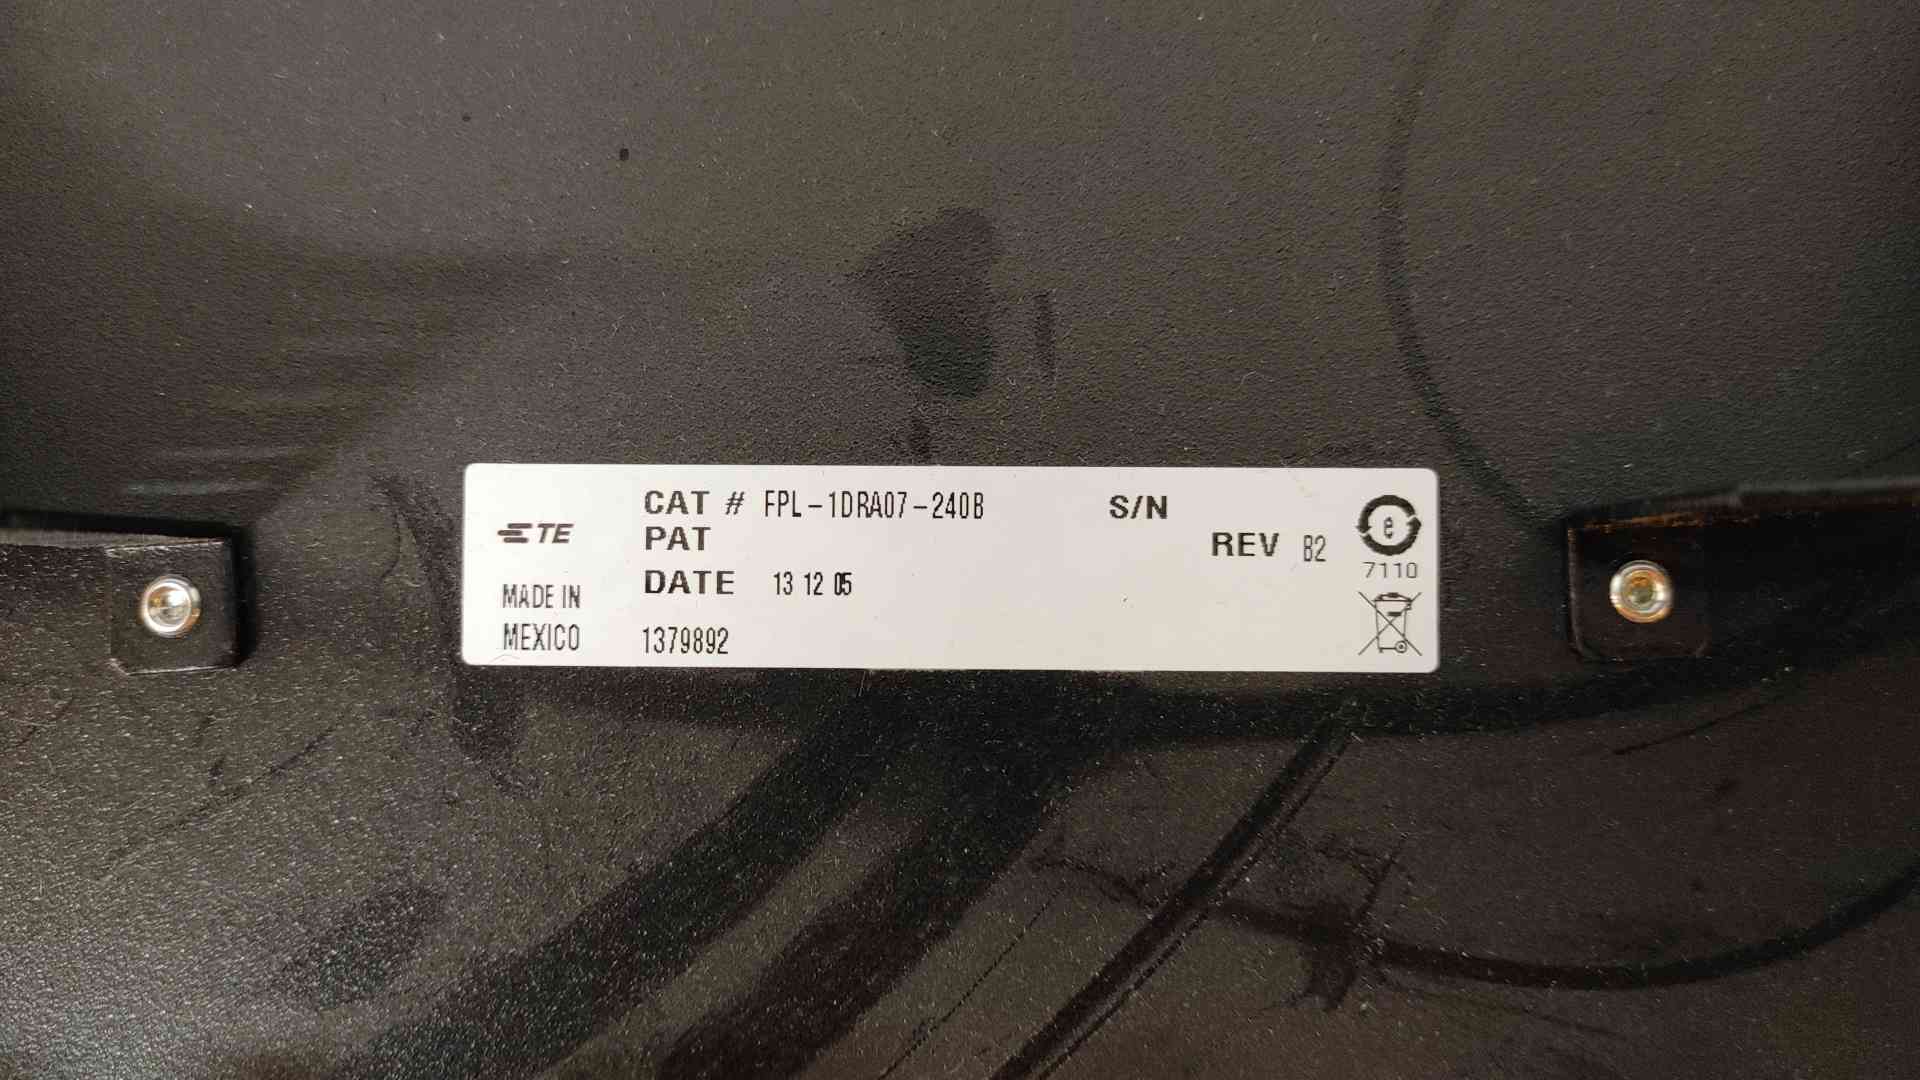 TE
MADE IN
MEXICO
CAT # FPL-1DRA07-240B
PAT
DATE 13 12 05
1379892
S/N
REV B2
e
7110